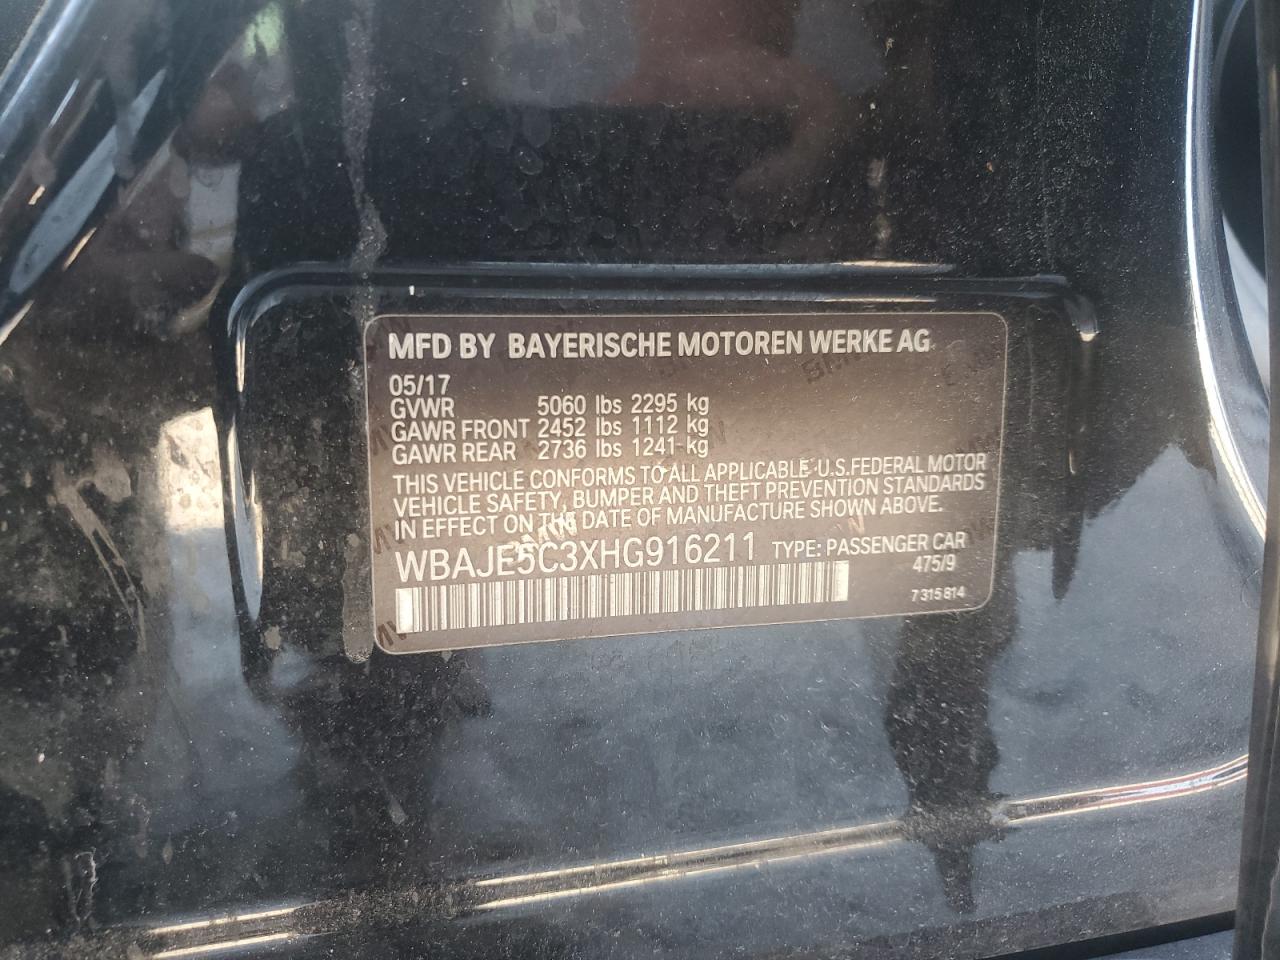 MFD BY BAYERISCHE MOTOREN WERKE AG
05/17
GVWR 5060 lbs 2295 kg
GAWR FRONT 2452 lbs 1112 kg
GAWR REAR 2736 lbs 1241 kg
THIS VEHICLE CONFORMS TO ALL APPLICABLE U.S.FEDERAL MOTOR
VEHICLE SAFETY, BUMPER AND THEFT PREVENTION STANDARDS
IN EFFECT ON THE DATE OF MANUFACTURE SHOWN ABOVE.
WBAJE5C3XHG916211 TYPE: PASSENGER CAR
475/9
7 315 814